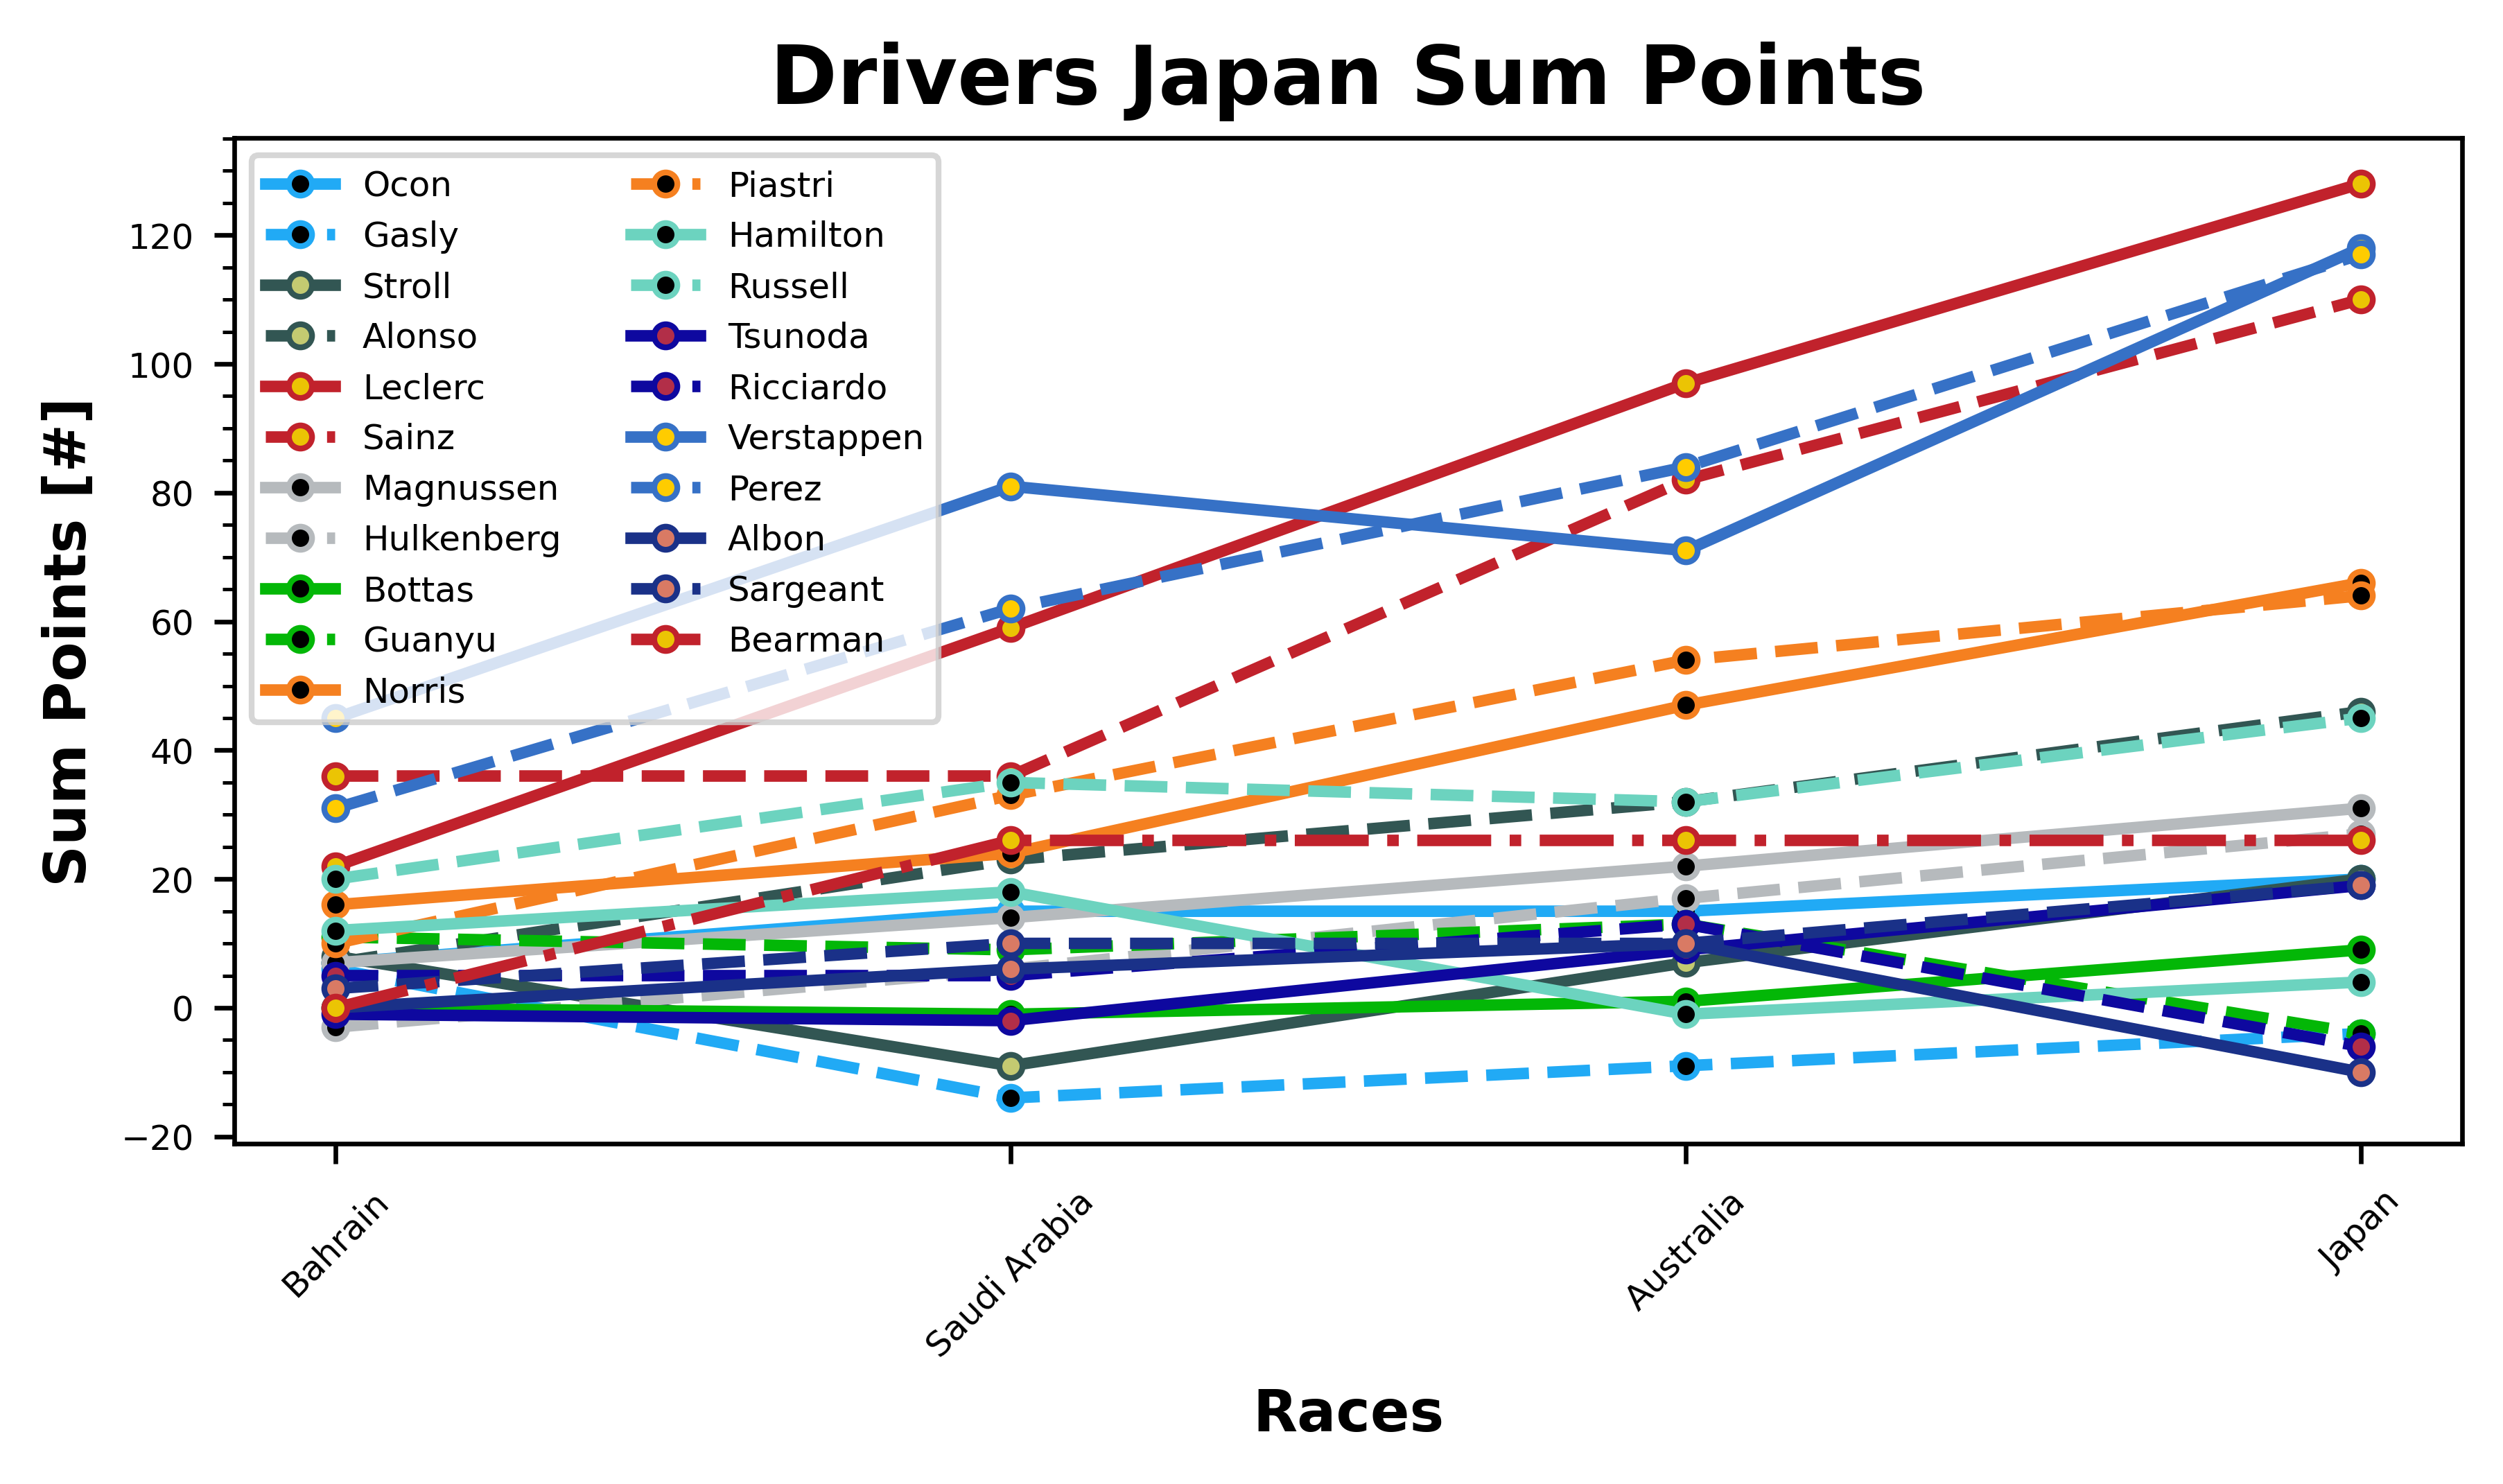 Drivers Japan Sum Points
Sum Points [#]
120
100
80
60
40
20
0
−20
Ocon
Gasly
Stroll
Alonso
Leclerc
Sainz
Magnussen
Hulkenberg
Bottas
Guanyu
Norris
Piastri
Hamilton
Russell
Tsunoda
Ricciardo
Verstappen
Perez
Albon
Sargeant
Bearman
Bahrain
Saudi Arabia
Australia
Japan
Races